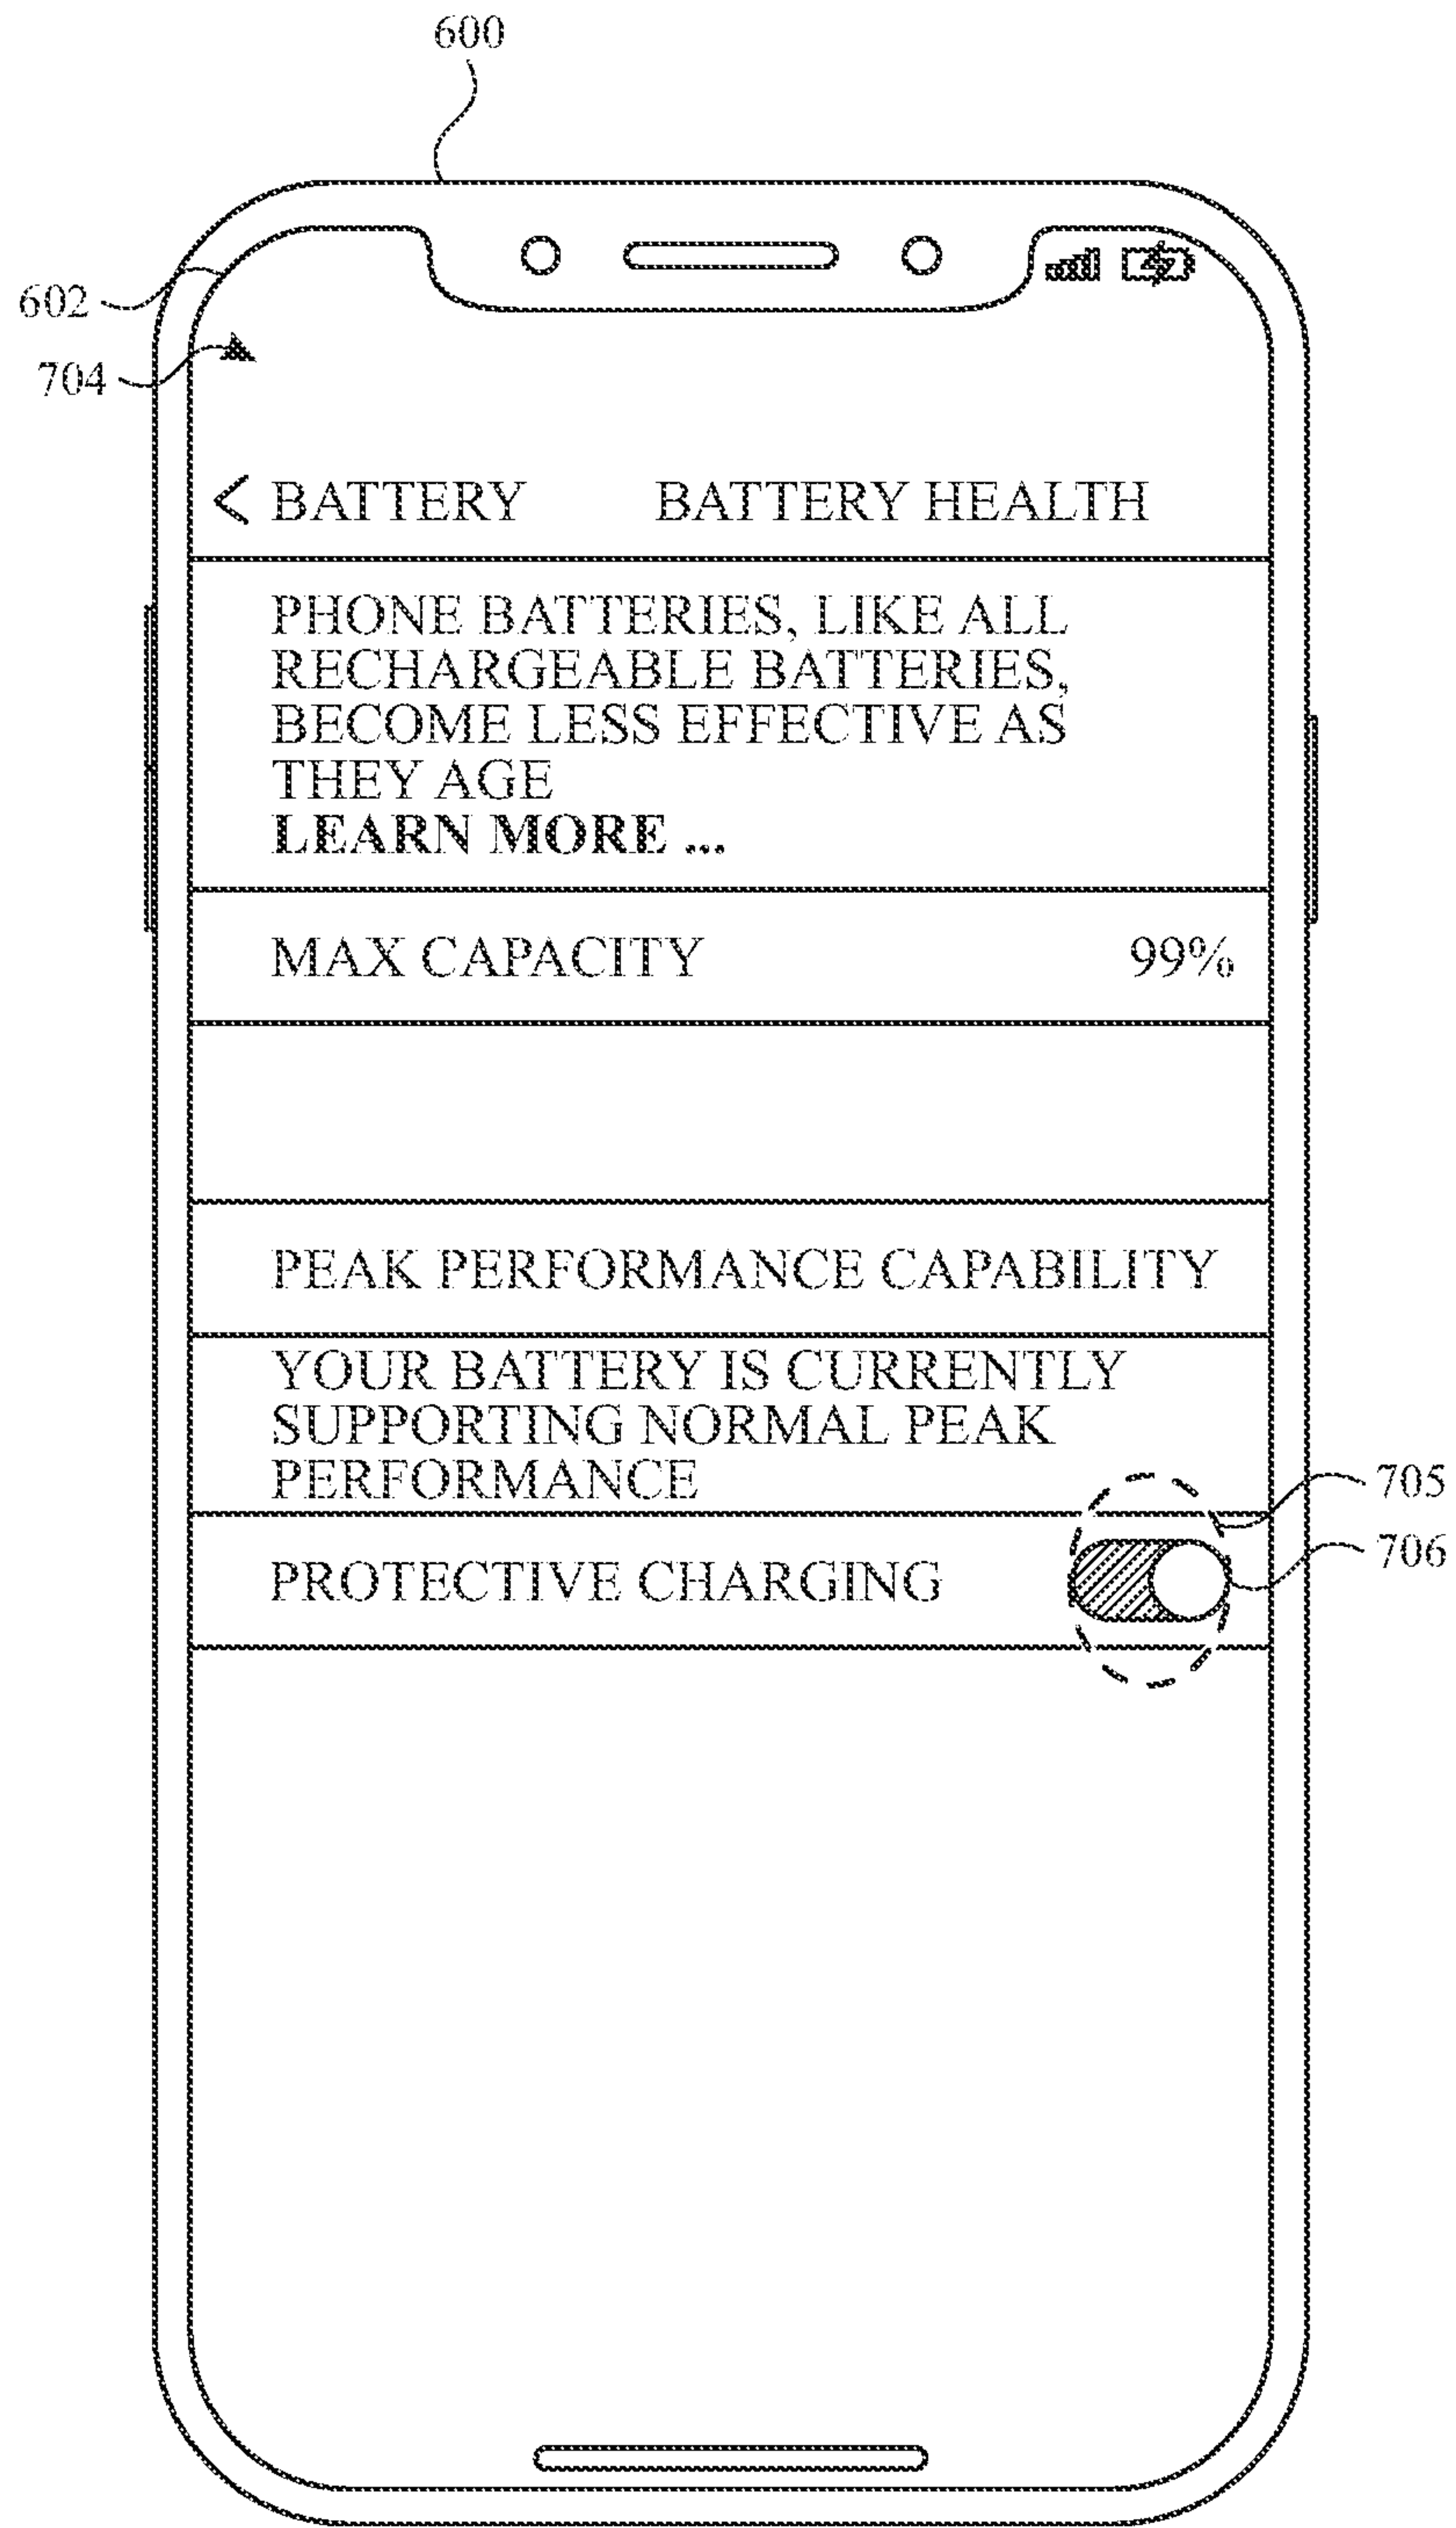 600
602
704
< BATTERY BATTERY HEALTH
PHONE BATTERIES, LIKE ALL
RECHARGEABLE BATTERIES,
BECOME LESS EFFECTIVE AS
THEY AGE
LEARN MORE ...
MAX CAPACITY 99%
PEAK PERFORMANCE CAPABILITY
YOUR BATTERY IS CURRENTLY
SUPPORTING NORMAL PEAK
PERFORMANCE
705
706
PROTECTIVE CHARGING